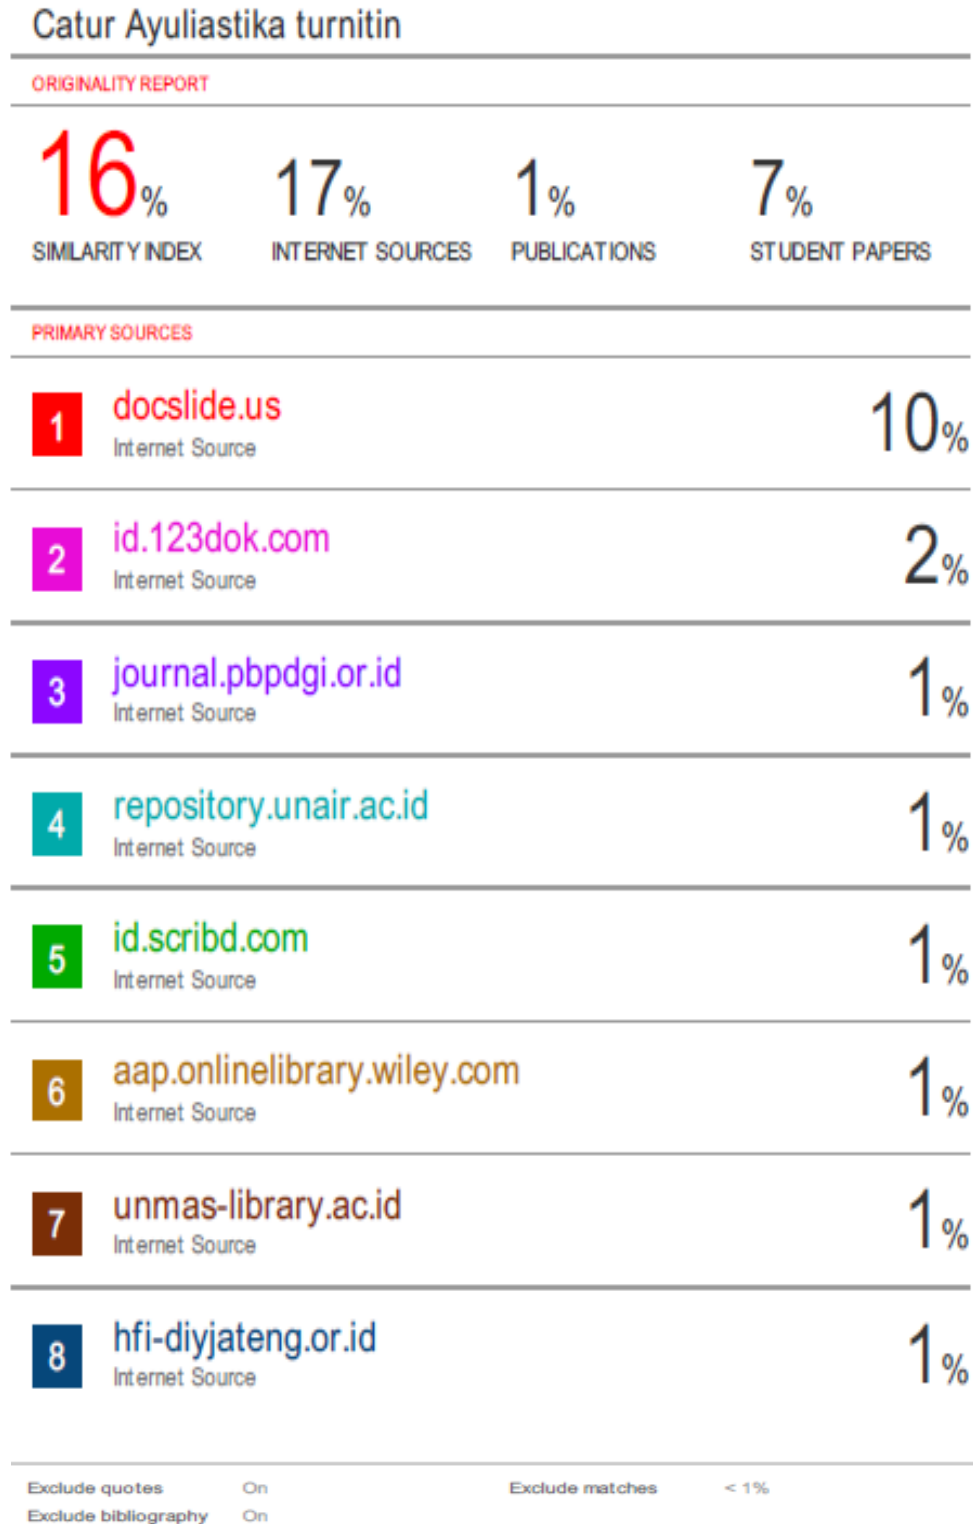 Catur Ayuliastika turnitin
ORIGINALITY REPORT
16% 17% 1% 7%
SIMILARITY INDEX INTERNET SOURCES PUBLICATIONS STUDENT PAPERS
PRIMARY SOURCES
1 docslide.us 10%
Internet Source
2 id.123dok.com 2%
Internet Source
3 journal.pbpdgi.or.id 1%
Internet Source
4 repository.unair.ac.id 1%
Internet Source
5 id.scribd.com 1%
Internet Source
6 aap.onlinelibrary.wiley.com 1%
Internet Source
7 unmas-library.ac.id 1%
Internet Source
8 hfi-diyjateng.or.id 1%
Internet Source
Exclude quotes On Exclude matches < 1%
Exclude bibliography On